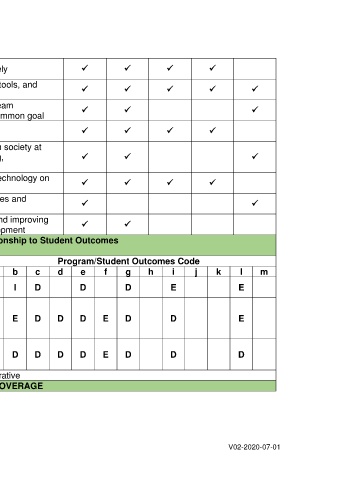 ely ✓ ✓ ✓ ✓
tools, and ✓ ✓ ✓ ✓ ✓
eam
mmon goal ✓ ✓ ✓
✓ ✓ ✓ ✓
society at
g, ✓ ✓ ✓
echnology on ✓ ✓ ✓ ✓
es and ✓ ✓
nd improving
opment ✓ ✓
onship to Student Outcomes
Program/Student Outcomes Code
b c d e f g h i j k l m
I D D D E E
E D D D E D D E
D D D D E D D D
rative
OVERAGE
V02-2020-07-01